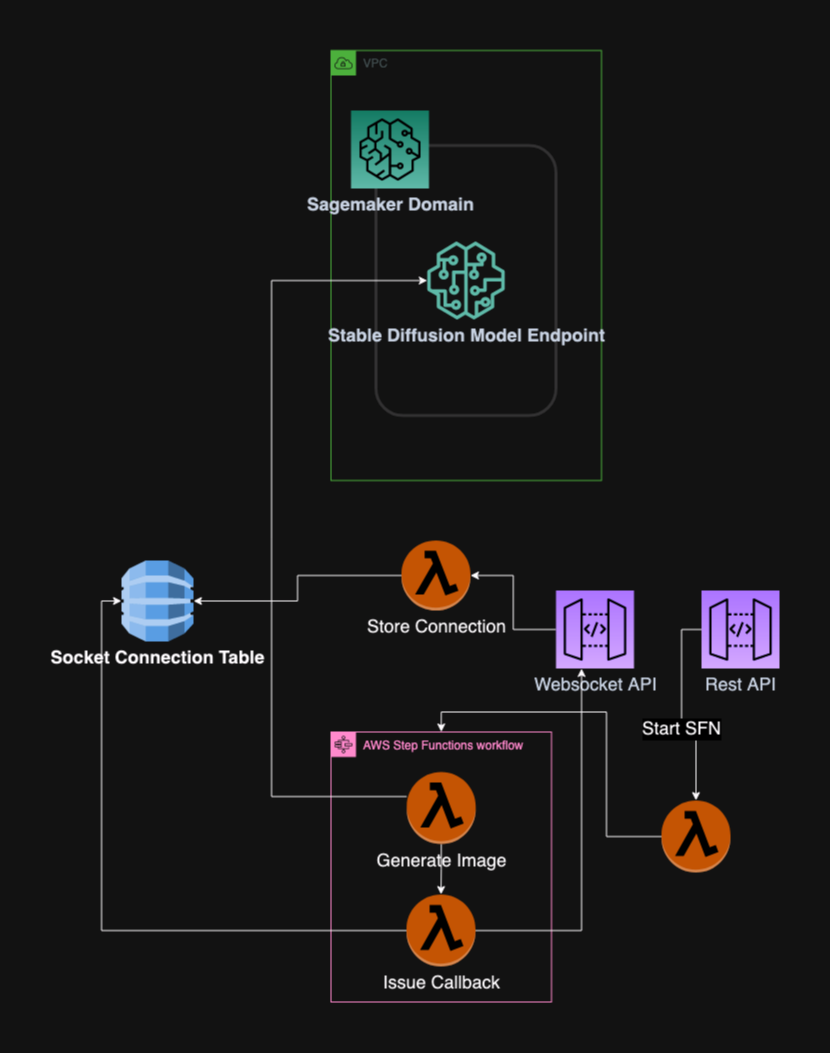 VPC
Sagemaker Domain
Stable Diffusion Model Endpoint
Store Connection
Socket Connection Table
Websocket API
Rest API
Start SFN
AWS Step Functions workflow
Generate Image
Issue Callback